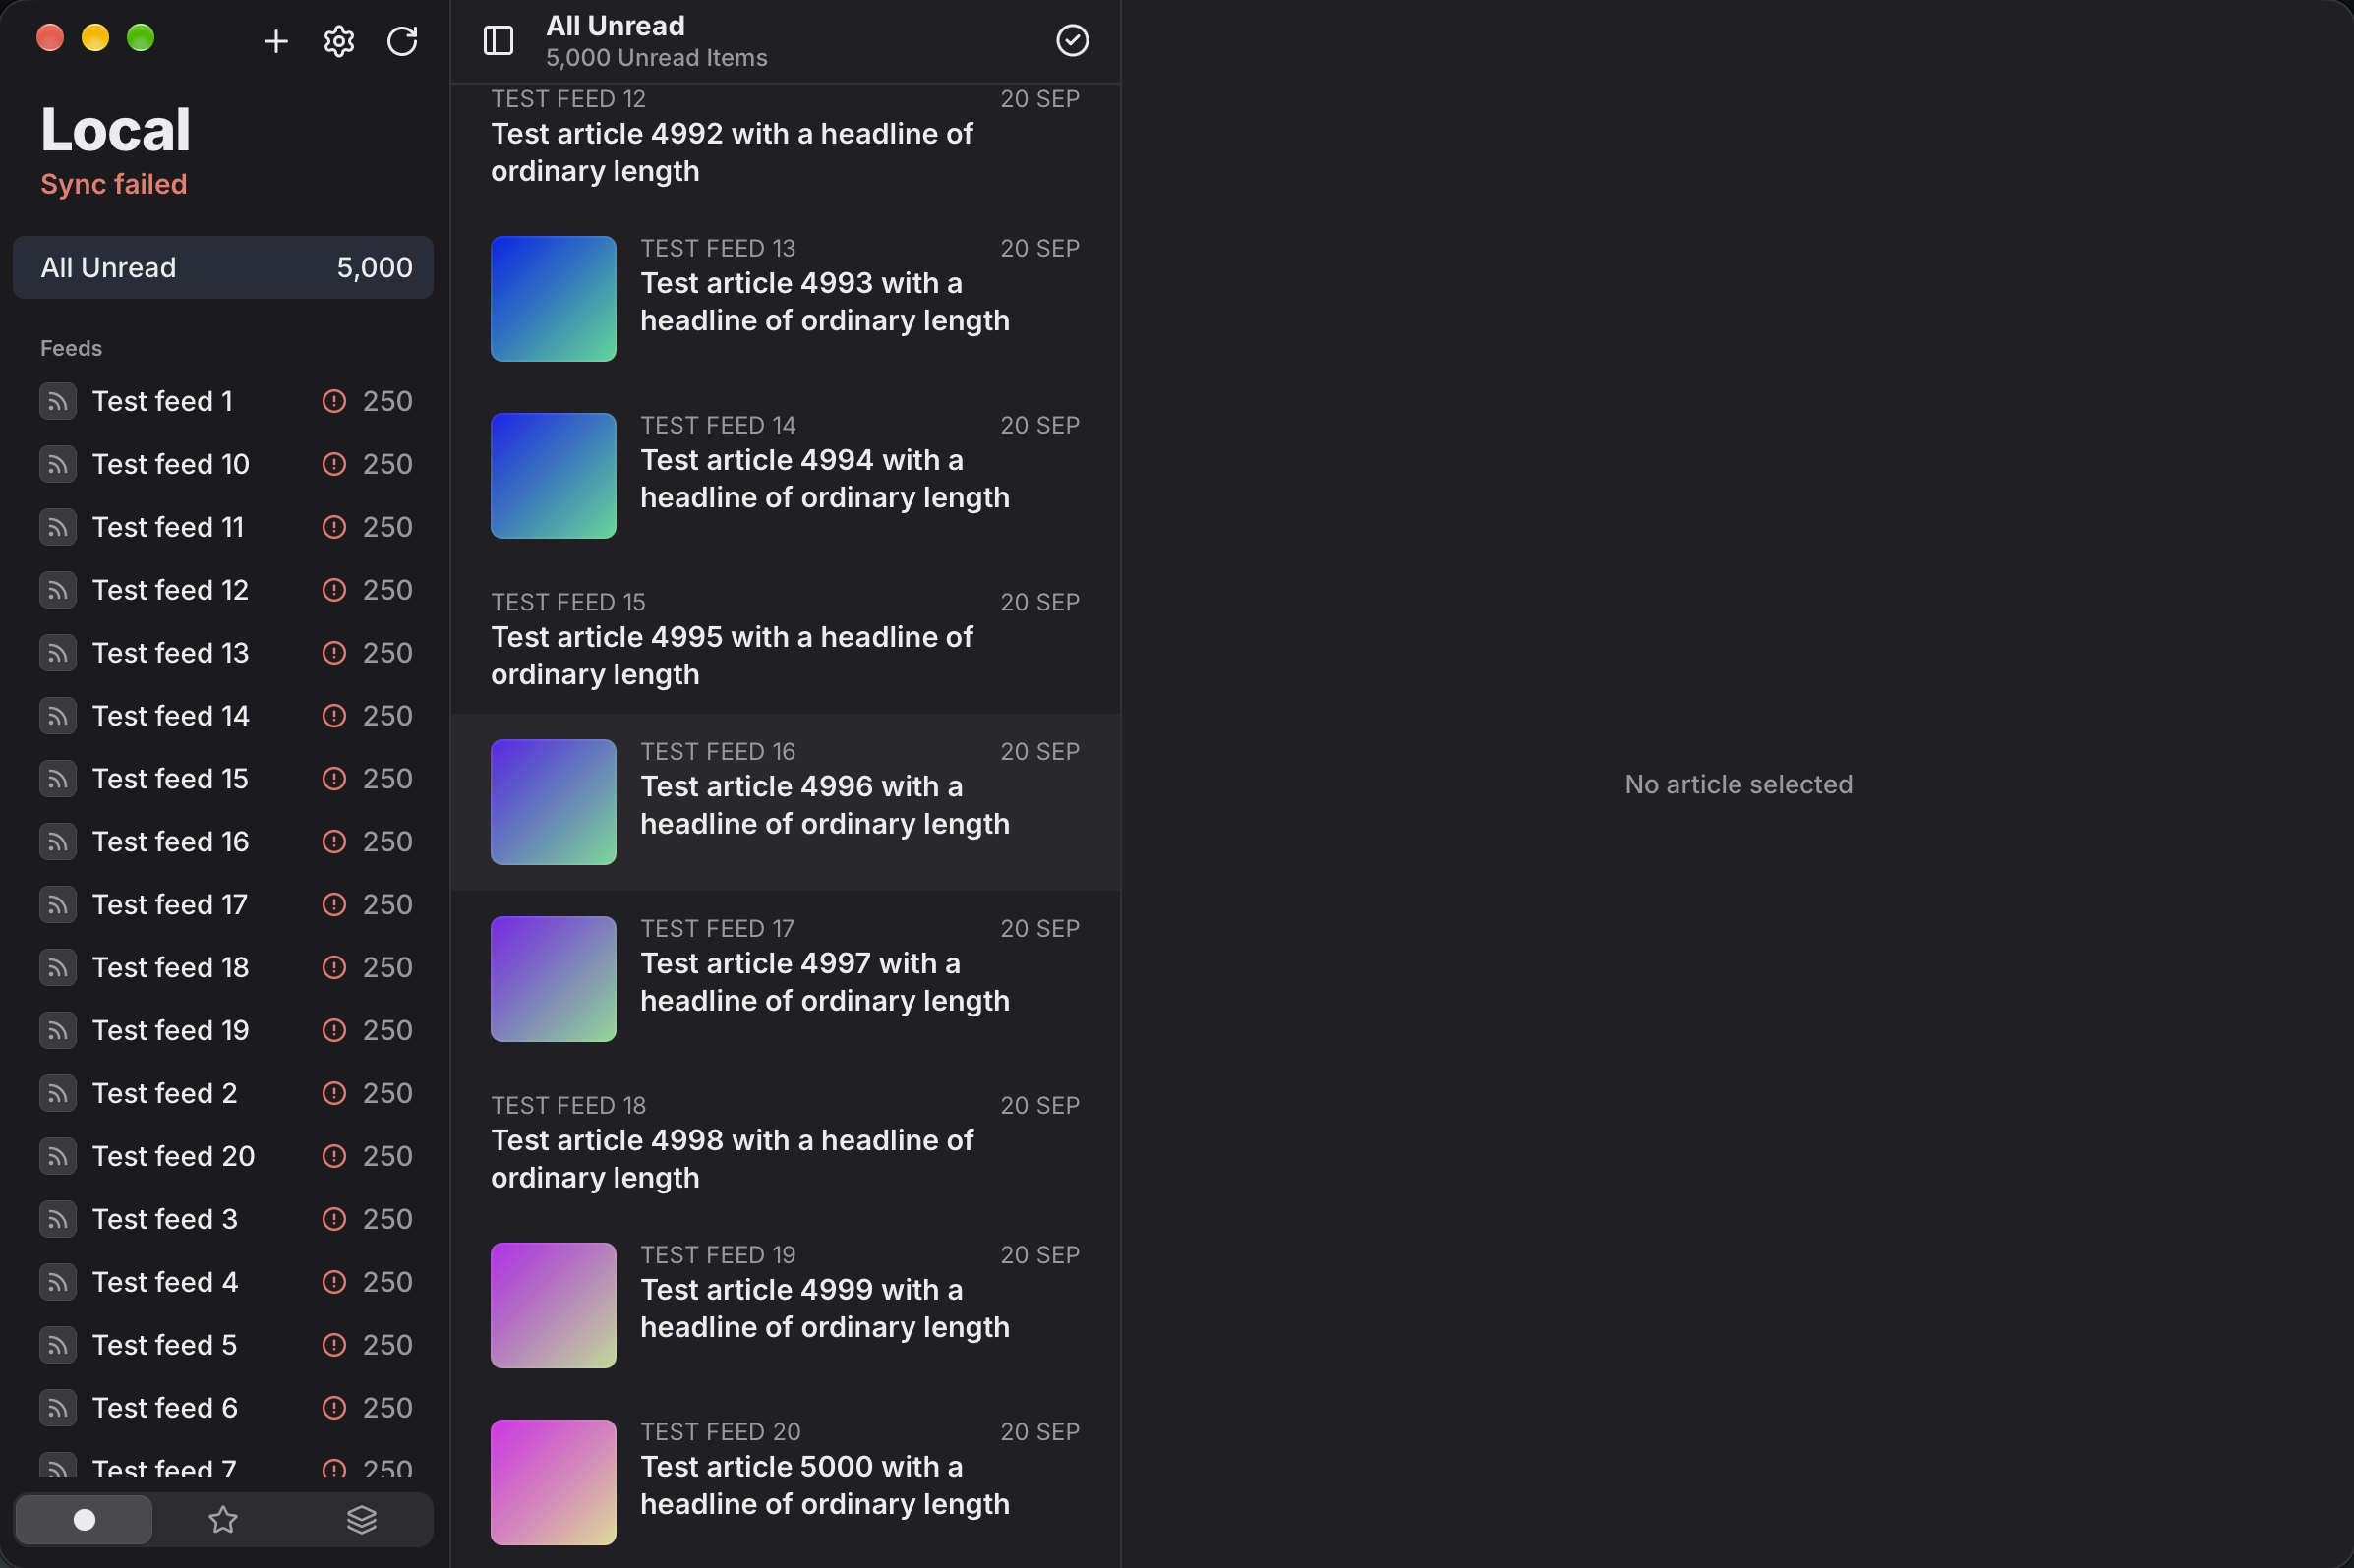 Local
Sync failed
All Unread 5,000
Feeds
Test feed 1 250
Test feed 10 250
Test feed 11 250
Test feed 12 250
Test feed 13 250
Test feed 14 250
Test feed 15 250
Test feed 16 250
Test feed 17 250
Test feed 18 250
Test feed 19 250
Test feed 2 250
Test feed 20 250
Test feed 3 250
Test feed 4 250
Test feed 5 250
Test feed 6 250
Test feed 7 250
All Unread
5,000 Unread Items
TEST FEED 12 20 SEP
Test article 4992 with a headline of
ordinary length
TEST FEED 13 20 SEP
Test article 4993 with a
headline of ordinary length
TEST FEED 14 20 SEP
Test article 4994 with a
headline of ordinary length
TEST FEED 15 20 SEP
Test article 4995 with a headline of
ordinary length
TEST FEED 16 20 SEP
Test article 4996 with a
headline of ordinary length
TEST FEED 17 20 SEP
Test article 4997 with a
headline of ordinary length
TEST FEED 18 20 SEP
Test article 4998 with a headline of
ordinary length
TEST FEED 19 20 SEP
Test article 4999 with a
headline of ordinary length
TEST FEED 20 20 SEP
Test article 5000 with a
headline of ordinary length
No article selected